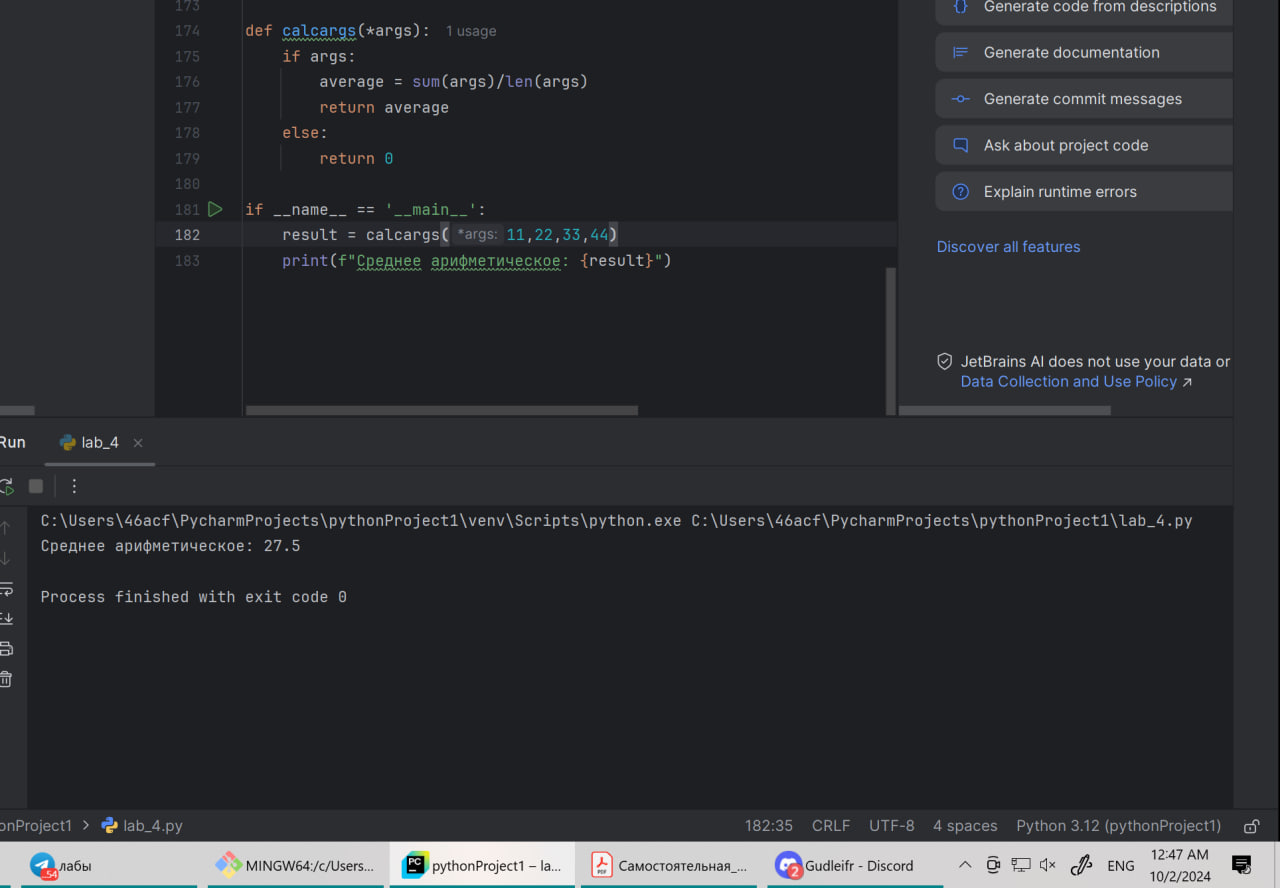 173
174 def calcargs(*args): 1 usage
175 if args:
176 average = sum(args)/len(args)
177 return average
178 else:
179 return 0
180
181 if __name__ == '__main__':
182 result = calcargs( *args: 11,22,33,44)
183 print(f"Среднее арифметическое: {result}")
Generate code from descriptions
Generate documentation
Generate commit messages
Ask about project code
Explain runtime errors
Discover all features
JetBrains AI does not use your data or
Data Collection and Use Policy ↗
Run lab_4
C:\Users\46acf\PycharmProjects\pythonProject1\venv\Scripts\python.exe C:\Users\46acf\PycharmProjects\pythonProject1\lab_4.py
Среднее арифметическое: 27.5
Process finished with exit code 0
onProject1 > lab_4.py
182:35 CRLF UTF-8 4 spaces Python 3.12 (pythonProject1)
54 лабы
MINGW64:/c/Users...
PC pythonProject1 – la...
PDF Самостоятельная_...
2 Gudleifr - Discord
ENG
12:47 AM
10/2/2024